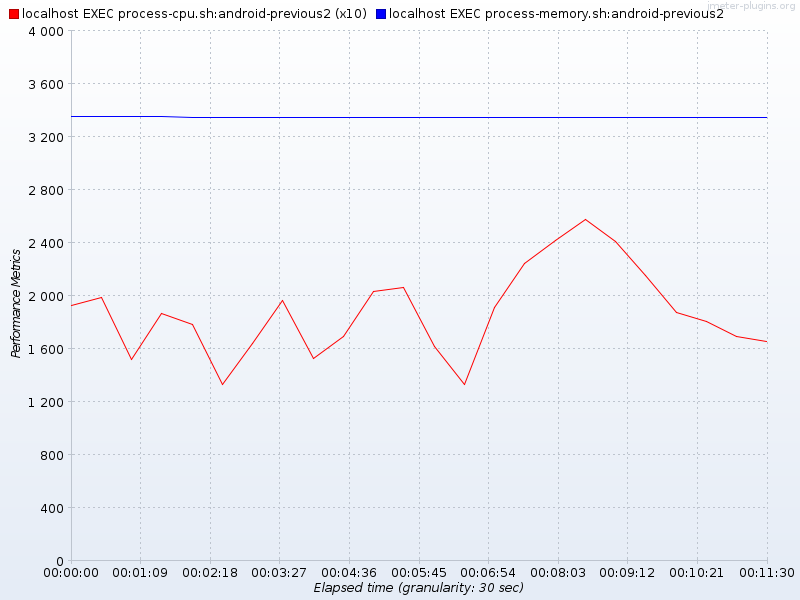 jmeter-plugins.org
localhost EXEC process-cpu.sh:android-previous2 (x10) localhost EXEC process-memory.sh:android-previous2
4 000
3 600
3 200
2 800
2 400
2 000
1 600
1 200
800
400
0
Performance Metrics
00:00:00 00:01:09 00:02:18 00:03:27 00:04:36 00:05:45 00:06:54 00:08:03 00:09:12 00:10:21 00:11:30
Elapsed time (granularity: 30 sec)